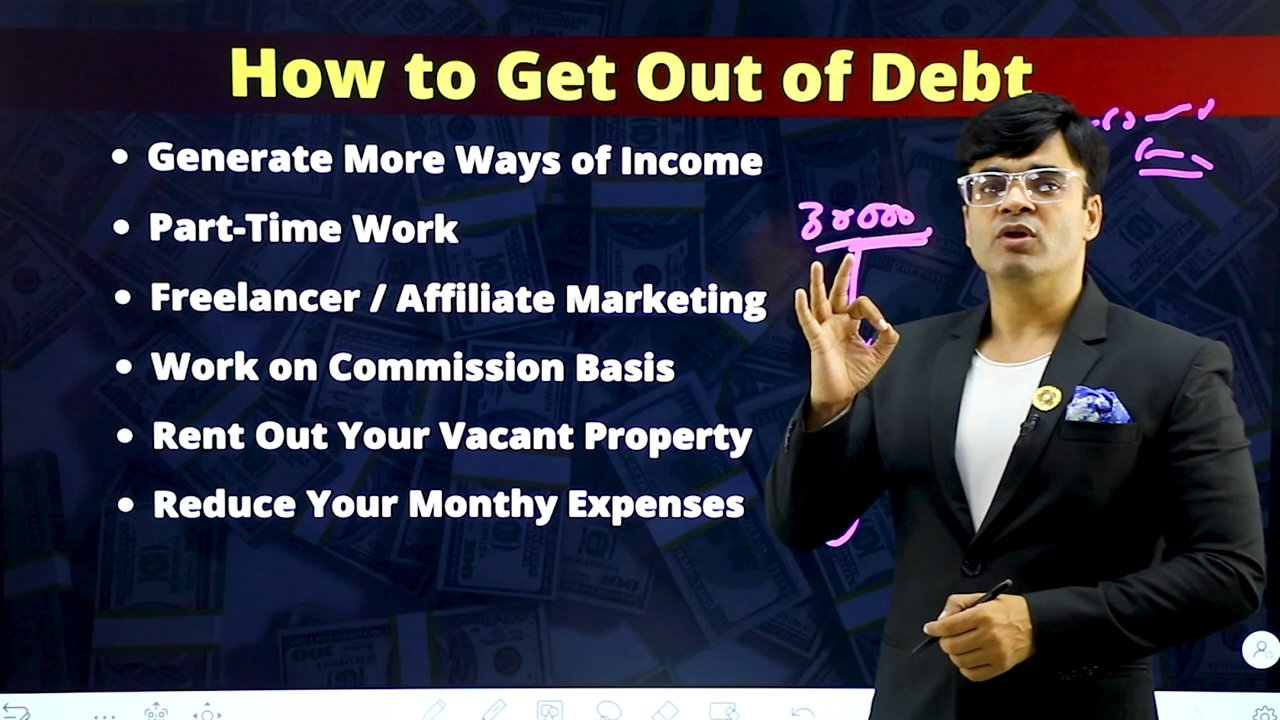 How to Get Out of Debt
• Generate More Ways of Income
• Part-Time Work
• Freelancer / Affiliate Marketing
• Work on Commission Basis
• Rent Out Your Vacant Property
• Reduce Your Monthy Expenses
30000